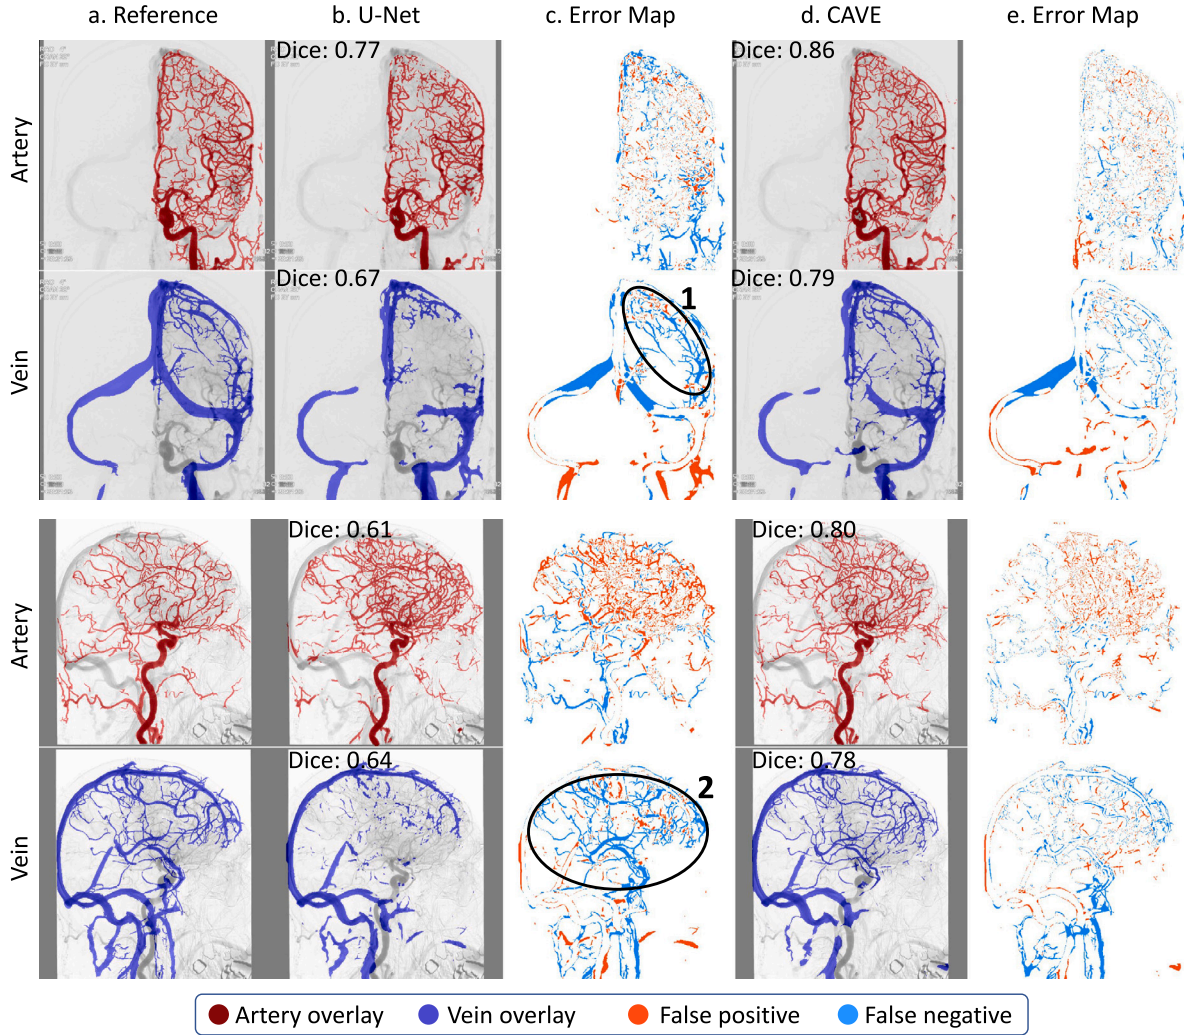 a. Reference b. U-Net c. Error Map d. CAVE e. Error Map
Artery
Dice: 0.77
Dice: 0.86
Vein
Dice: 0.67
1
Dice: 0.79
Artery
Dice: 0.61
Dice: 0.80
Vein
Dice: 0.64
2
Dice: 0.78
Artery overlay Vein overlay False positive False negative